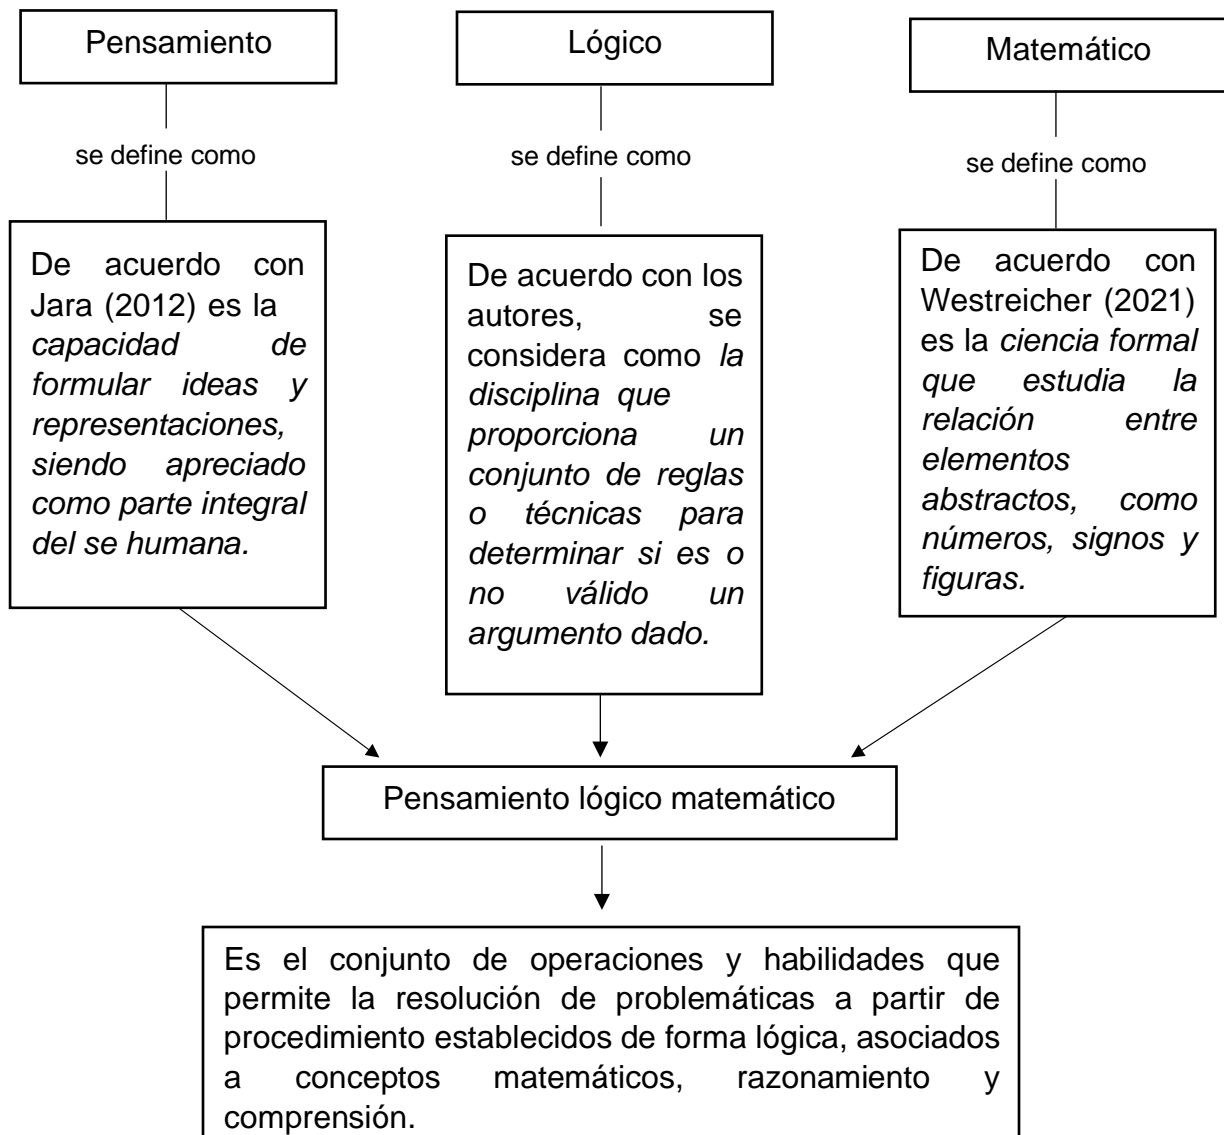 Pensamiento
Lógico
Matemático
se define como
se define como
se define como
De acuerdo con
Jara (2012) es la
capacidad de
formular ideas y
representaciones,
siendo apreciado
como parte integral
del se humana.
De acuerdo con los
autores, se
considera como la
disciplina que
proporciona un
conjunto de reglas
o técnicas para
determinar si es o
no válido un
argumento dado.
De acuerdo con
Westreicher (2021)
es la ciencia formal
que estudia la
relación entre
elementos
abstractos, como
números, signos y
figuras.
Pensamiento lógico matemático
Es el conjunto de operaciones y habilidades que
permite la resolución de problemáticas a partir de
procedimiento establecidos de forma lógica, asociados
a conceptos matemáticos, razonamiento y
comprensión.